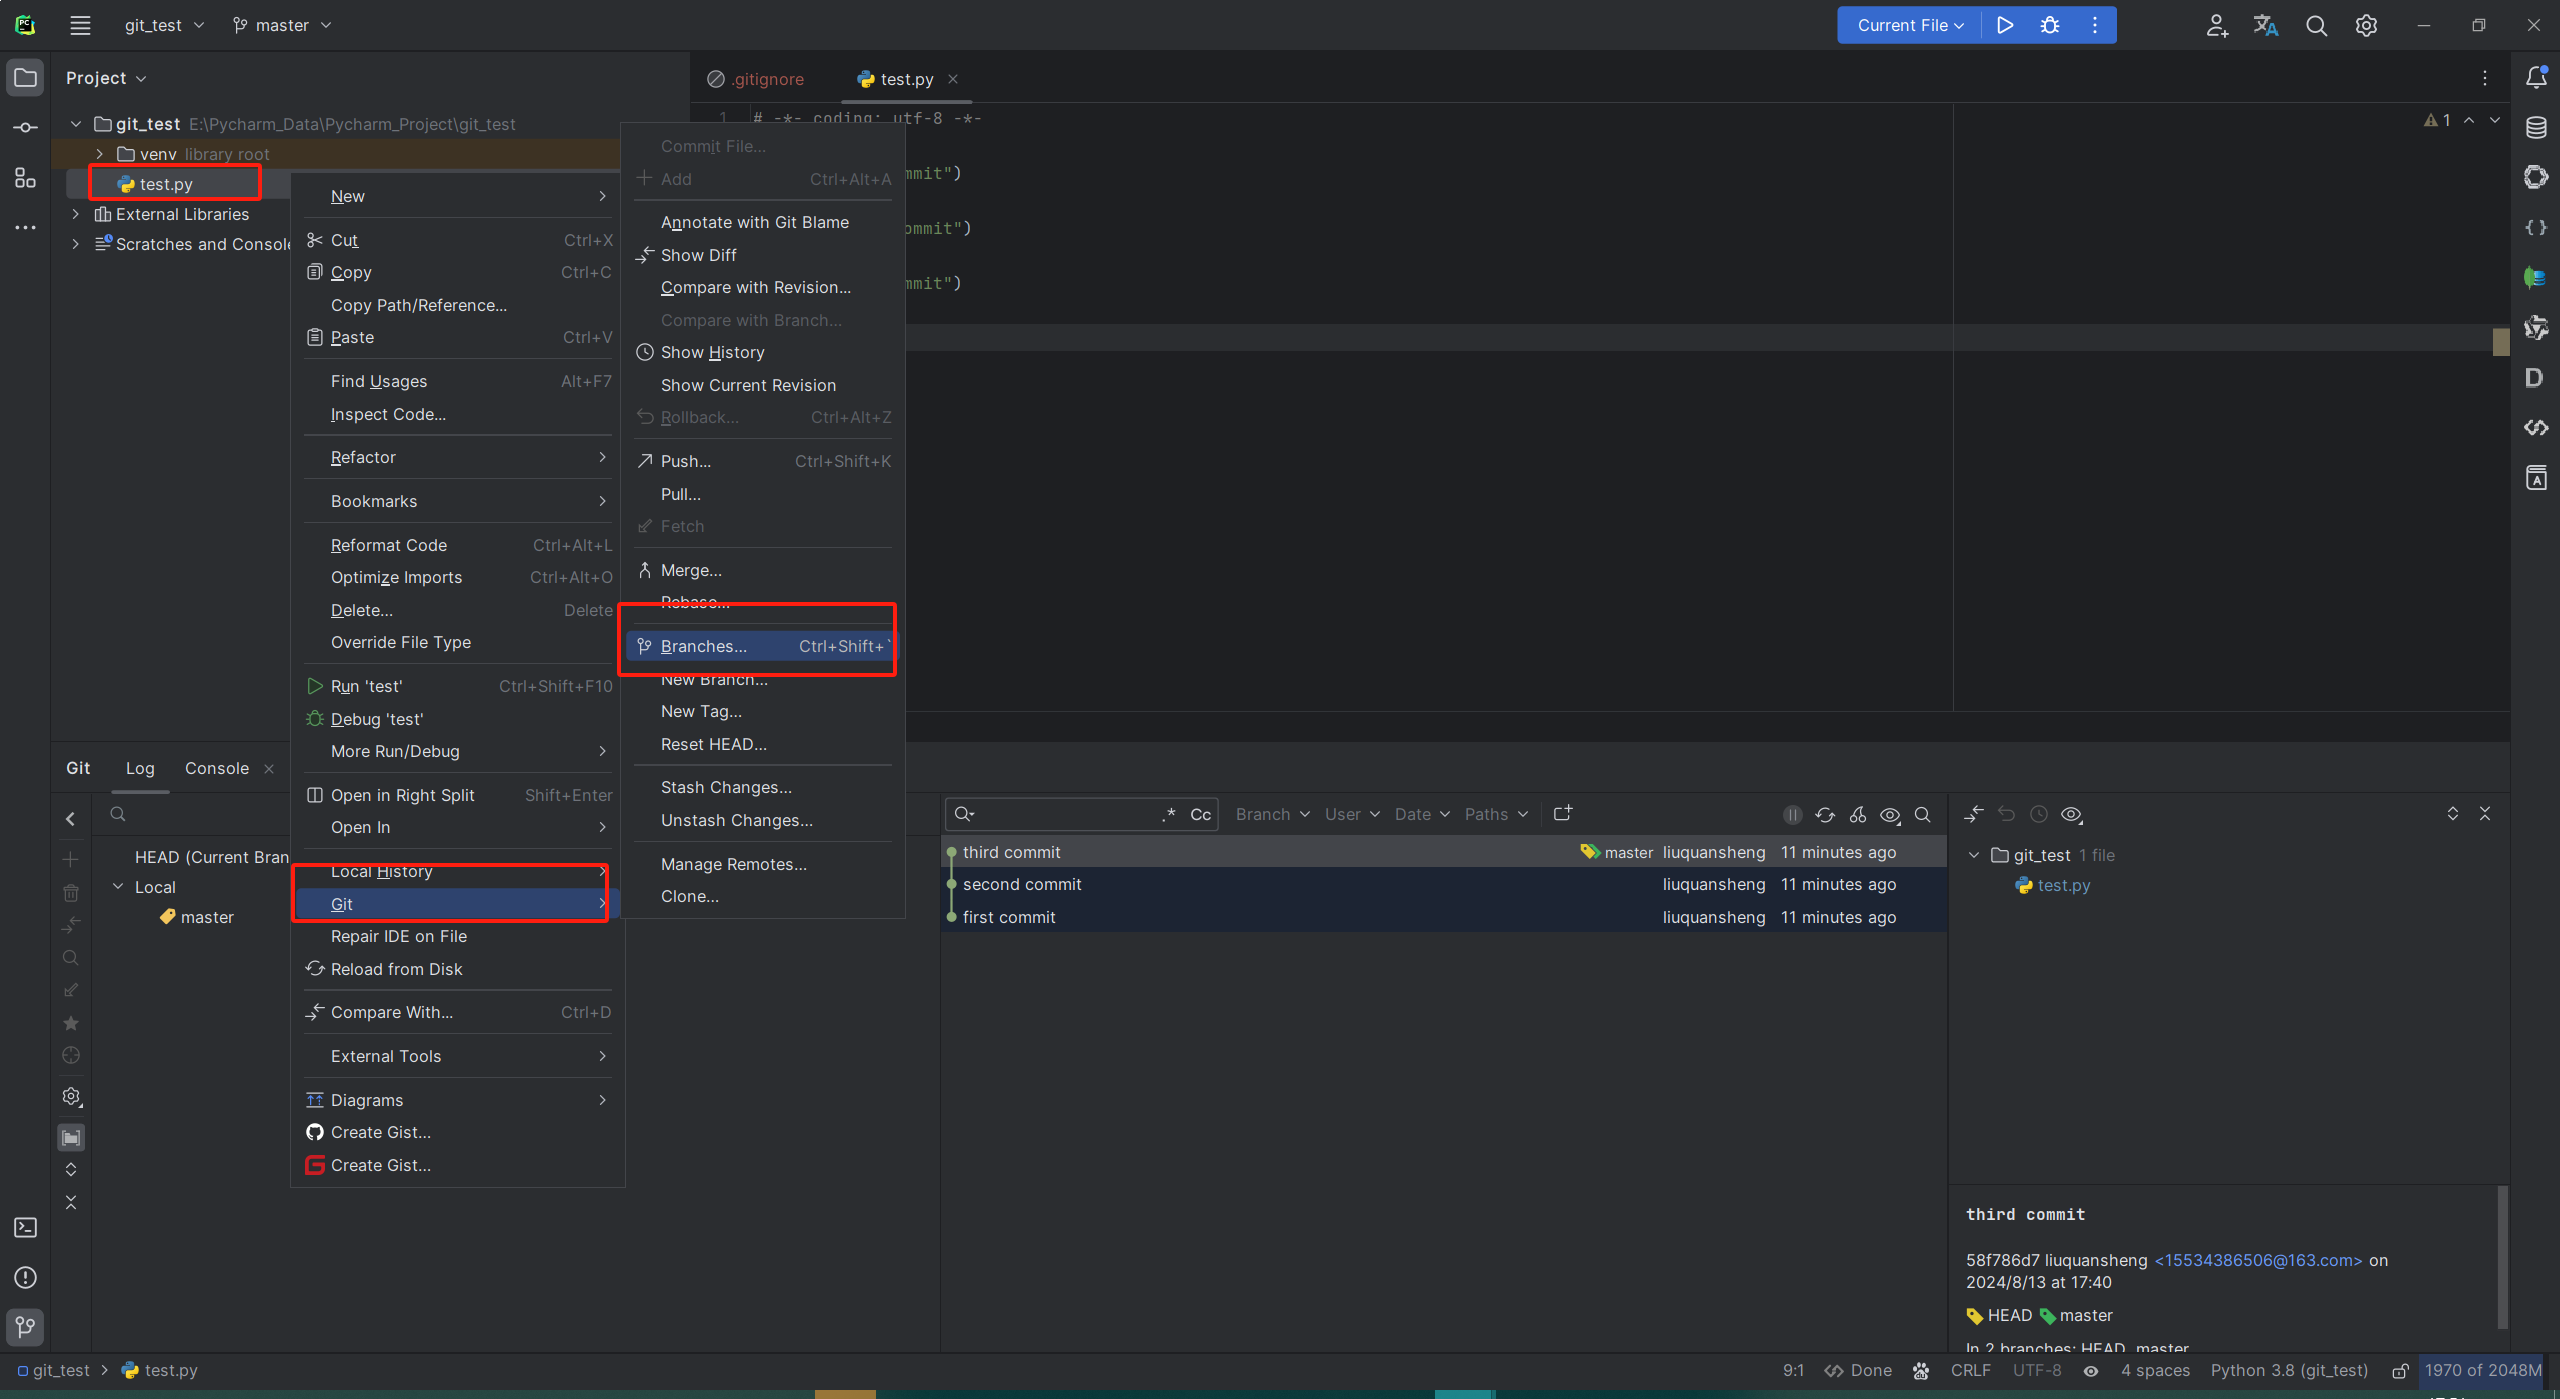 git_test
master
Current File
Project
.gitignore
test.py
git_test E:\Pycharm_Data\Pycharm_Project\git_test
venv library root
test.py
External Libraries
Scratches and Console
1
# -*- coding: utf-8 -*-
mmit")
ommit")
mmit")
1
New
Cut Ctrl+X
Copy Ctrl+C
Copy Path/Reference...
Paste Ctrl+V
Find Usages Alt+F7
Inspect Code...
Refactor
Bookmarks
Reformat Code Ctrl+Alt+L
Optimize Imports Ctrl+Alt+O
Delete... Delete
Override File Type
Run 'test' Ctrl+Shift+F10
Debug 'test'
More Run/Debug
Open in Right Split Shift+Enter
Open In
Local History
Git
Repair IDE on File
Reload from Disk
Compare With... Ctrl+D
External Tools
Diagrams
Create Gist...
Create Gist...
Commit File...
Add Ctrl+Alt+A
Annotate with Git Blame
Show Diff
Compare with Revision...
Compare with Branch...
Show History
Show Current Revision
Rollback... Ctrl+Alt+Z
Push... Ctrl+Shift+K
Pull...
Fetch
Merge...
Rebase...
Branches... Ctrl+Shift+`
New Branch...
New Tag...
Reset HEAD...
Stash Changes...
Unstash Changes...
Manage Remotes...
Clone...
Git Log Console
HEAD (Current Bran
Local
master
.* Cc Branch User Date Paths
third commit master liuquansheng 11 minutes ago
second commit liuquansheng 11 minutes ago
first commit liuquansheng 11 minutes ago
git_test 1 file
test.py
third commit
58f786d7 liuquansheng <15534386506@163.com> on
2024/8/13 at 17:40
HEAD master
In 2 branches: HEAD, master
git_test > test.py
9:1 Done CRLF UTF-8 4 spaces Python 3.8 (git_test) 1970 of 2048M